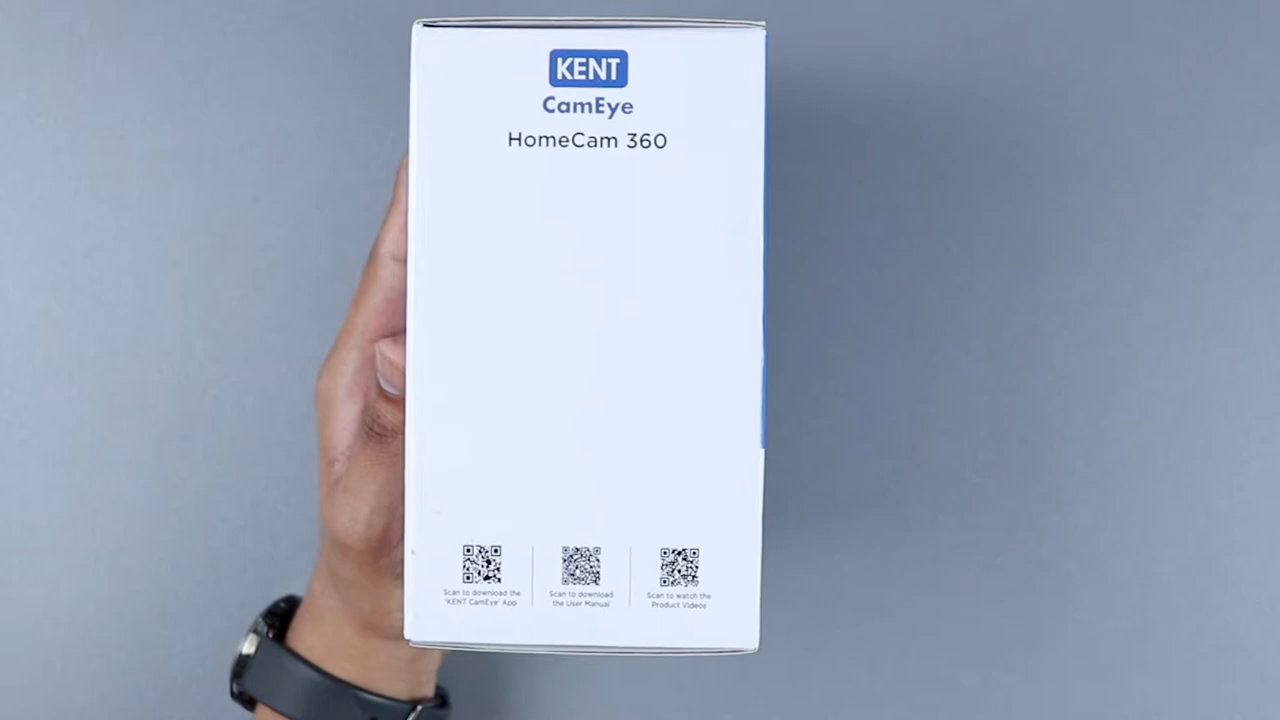 KENT
CamEye
HomeCam 360
Scan to download the
'KENT CamEye' App
Scan to download
the User Manual
Scan to watch the
Product Videos